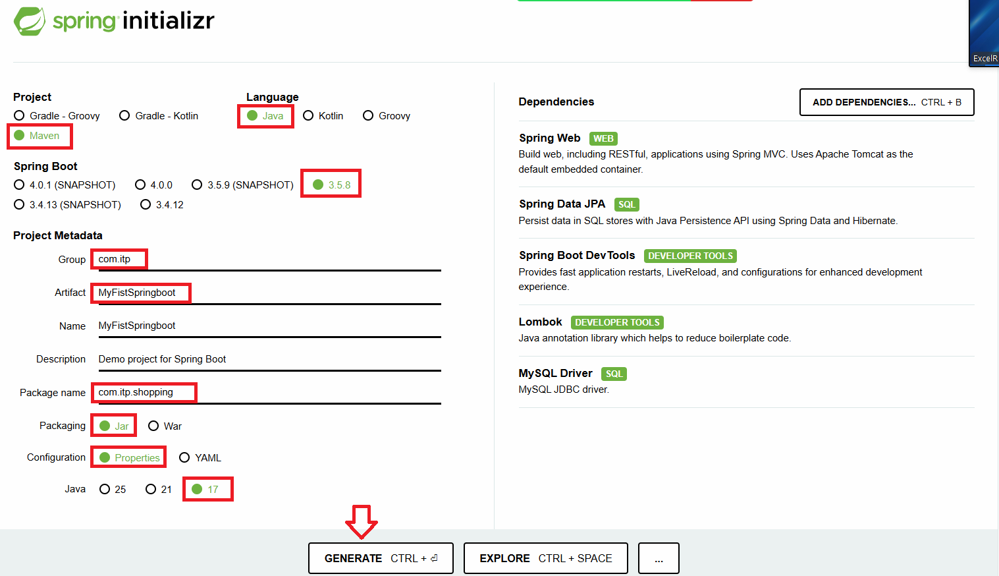 spring initializr
ExcelR
Project
Gradle - Groovy
Gradle - Kotlin
Maven
Language
Java
Kotlin
Groovy
Spring Boot
4.0.1 (SNAPSHOT)
4.0.0
3.5.9 (SNAPSHOT)
3.5.8
3.4.13 (SNAPSHOT)
3.4.12
Project Metadata
Group com.itp
Artifact MyFistSpringboot
Name MyFistSpringboot
Description Demo project for Spring Boot
Package name com.itp.shopping
Packaging Jar War
Configuration Properties YAML
Java 25 21 17
Dependencies
ADD DEPENDENCIES... CTRL + B
Spring Web WEB
Build web, including RESTful, applications using Spring MVC. Uses Apache Tomcat as the
default embedded container.
Spring Data JPA SQL
Persist data in SQL stores with Java Persistence API using Spring Data and Hibernate.
Spring Boot DevTools DEVELOPER TOOLS
Provides fast application restarts, LiveReload, and configurations for enhanced development
experience.
Lombok DEVELOPER TOOLS
Java annotation library which helps to reduce boilerplate code.
MySQL Driver SQL
MySQL JDBC driver.
GENERATE CTRL + ⏎
EXPLORE CTRL + SPACE
...